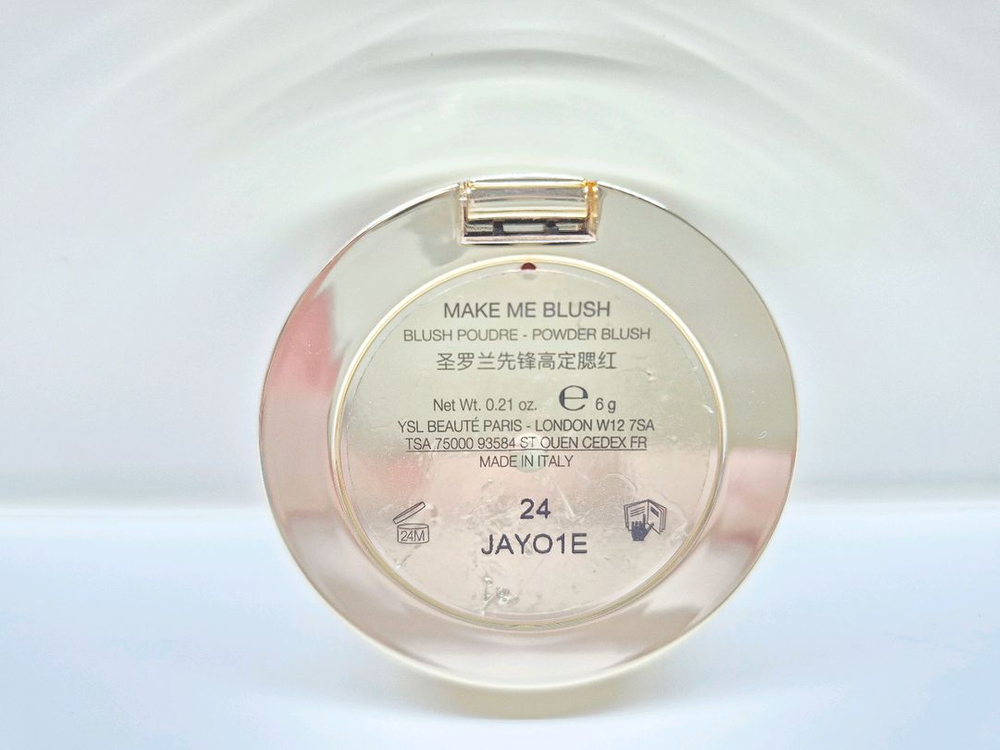 MAKE ME BLUSH
BLUSH POUDRE - POWDER BLUSH
圣罗兰先锋高定腮红
Net Wt. 0.21 oz. e 6 g
YSL BEAUTÉ PARIS - LONDON W12 7SA
TSA 75000 93584 ST OUEN CEDEX FR
MADE IN ITALY
24M
24
JAYO1E